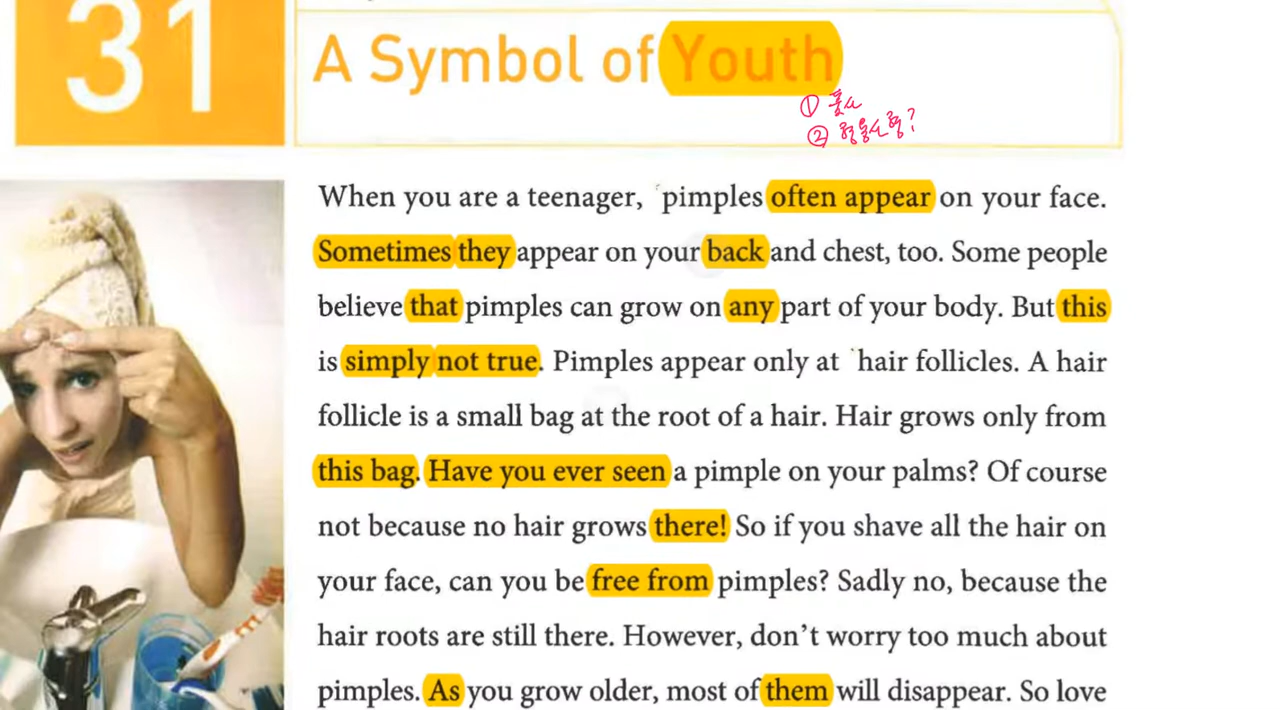 31
A Symbol of Youth
① 품사
②
When you are a teenager, pimples often appear on your face.
Sometimes they appear on your back and chest, too. Some people
believe that pimples can grow on any part of your body. But this
is simply not true. Pimples appear only at hair follicles. A hair
follicle is a small bag at the root of a hair. Hair grows only from
this bag. Have you ever seen a pimple on your palms? Of course
not because no hair grows there! So if you shave all the hair on
your face, can you be free from pimples? Sadly no, because the
hair roots are still there. However, don't worry too much about
pimples. As you grow older, most of them will disappear. So love